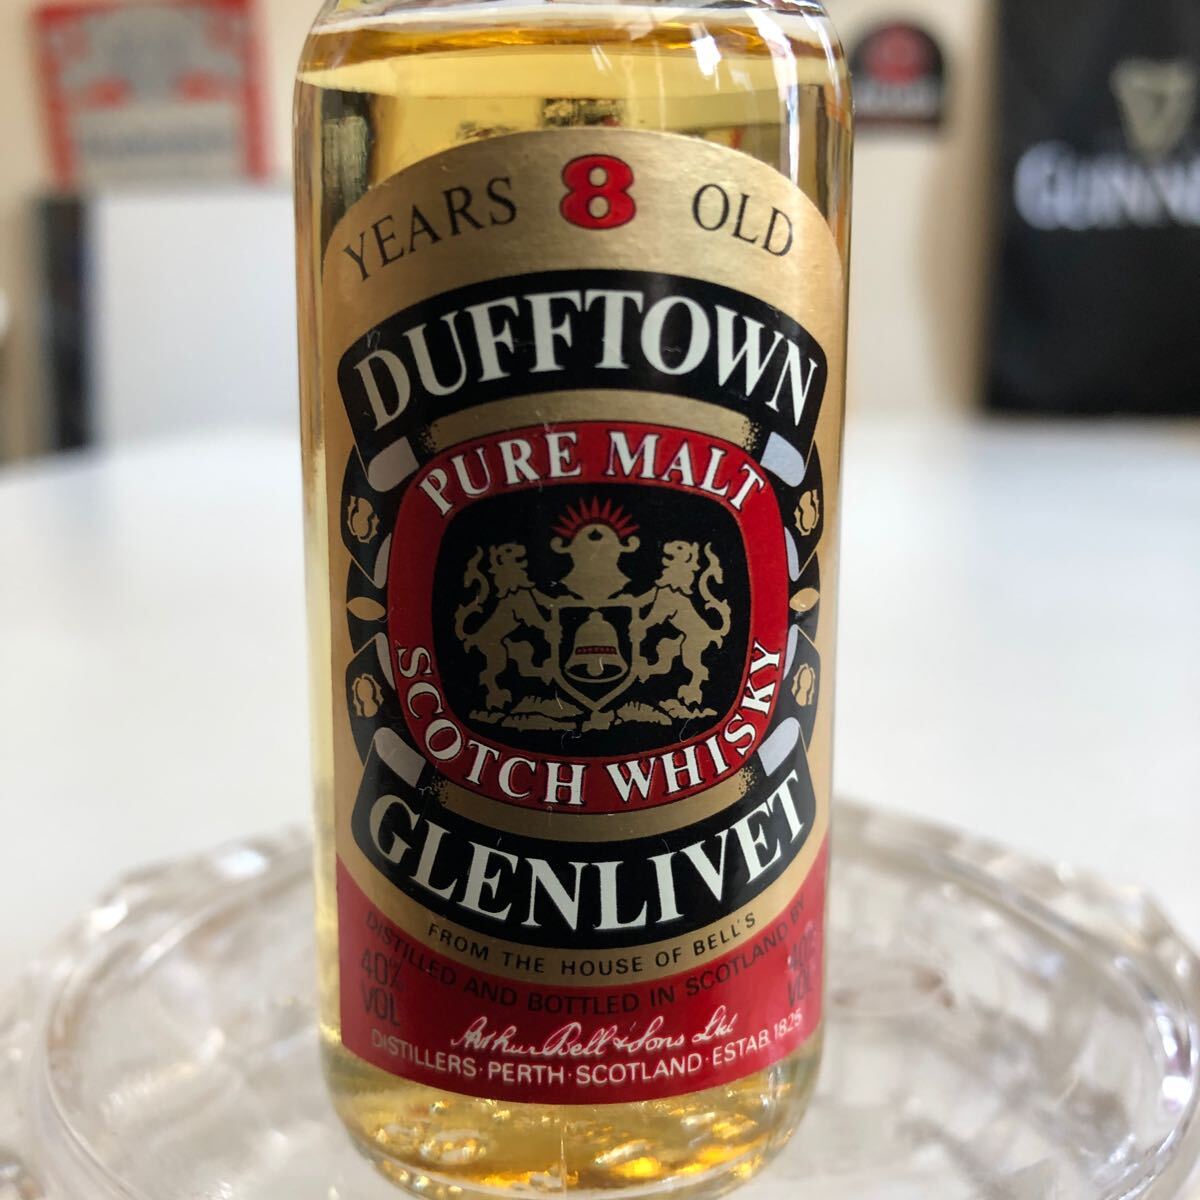 YEARS 8 OLD
DUFFTOWN
PURE MALT
SCOTCH WHISKY
GLENLIVET
FROM THE HOUSE OF BELL'S
DISTILLED AND BOTTLED IN SCOTLAND BY
40%
VOL
40%
VOL
Arthur Bell & Sons Ltd
DISTILLERS·PERTH·SCOTLAND·ESTAB.1825